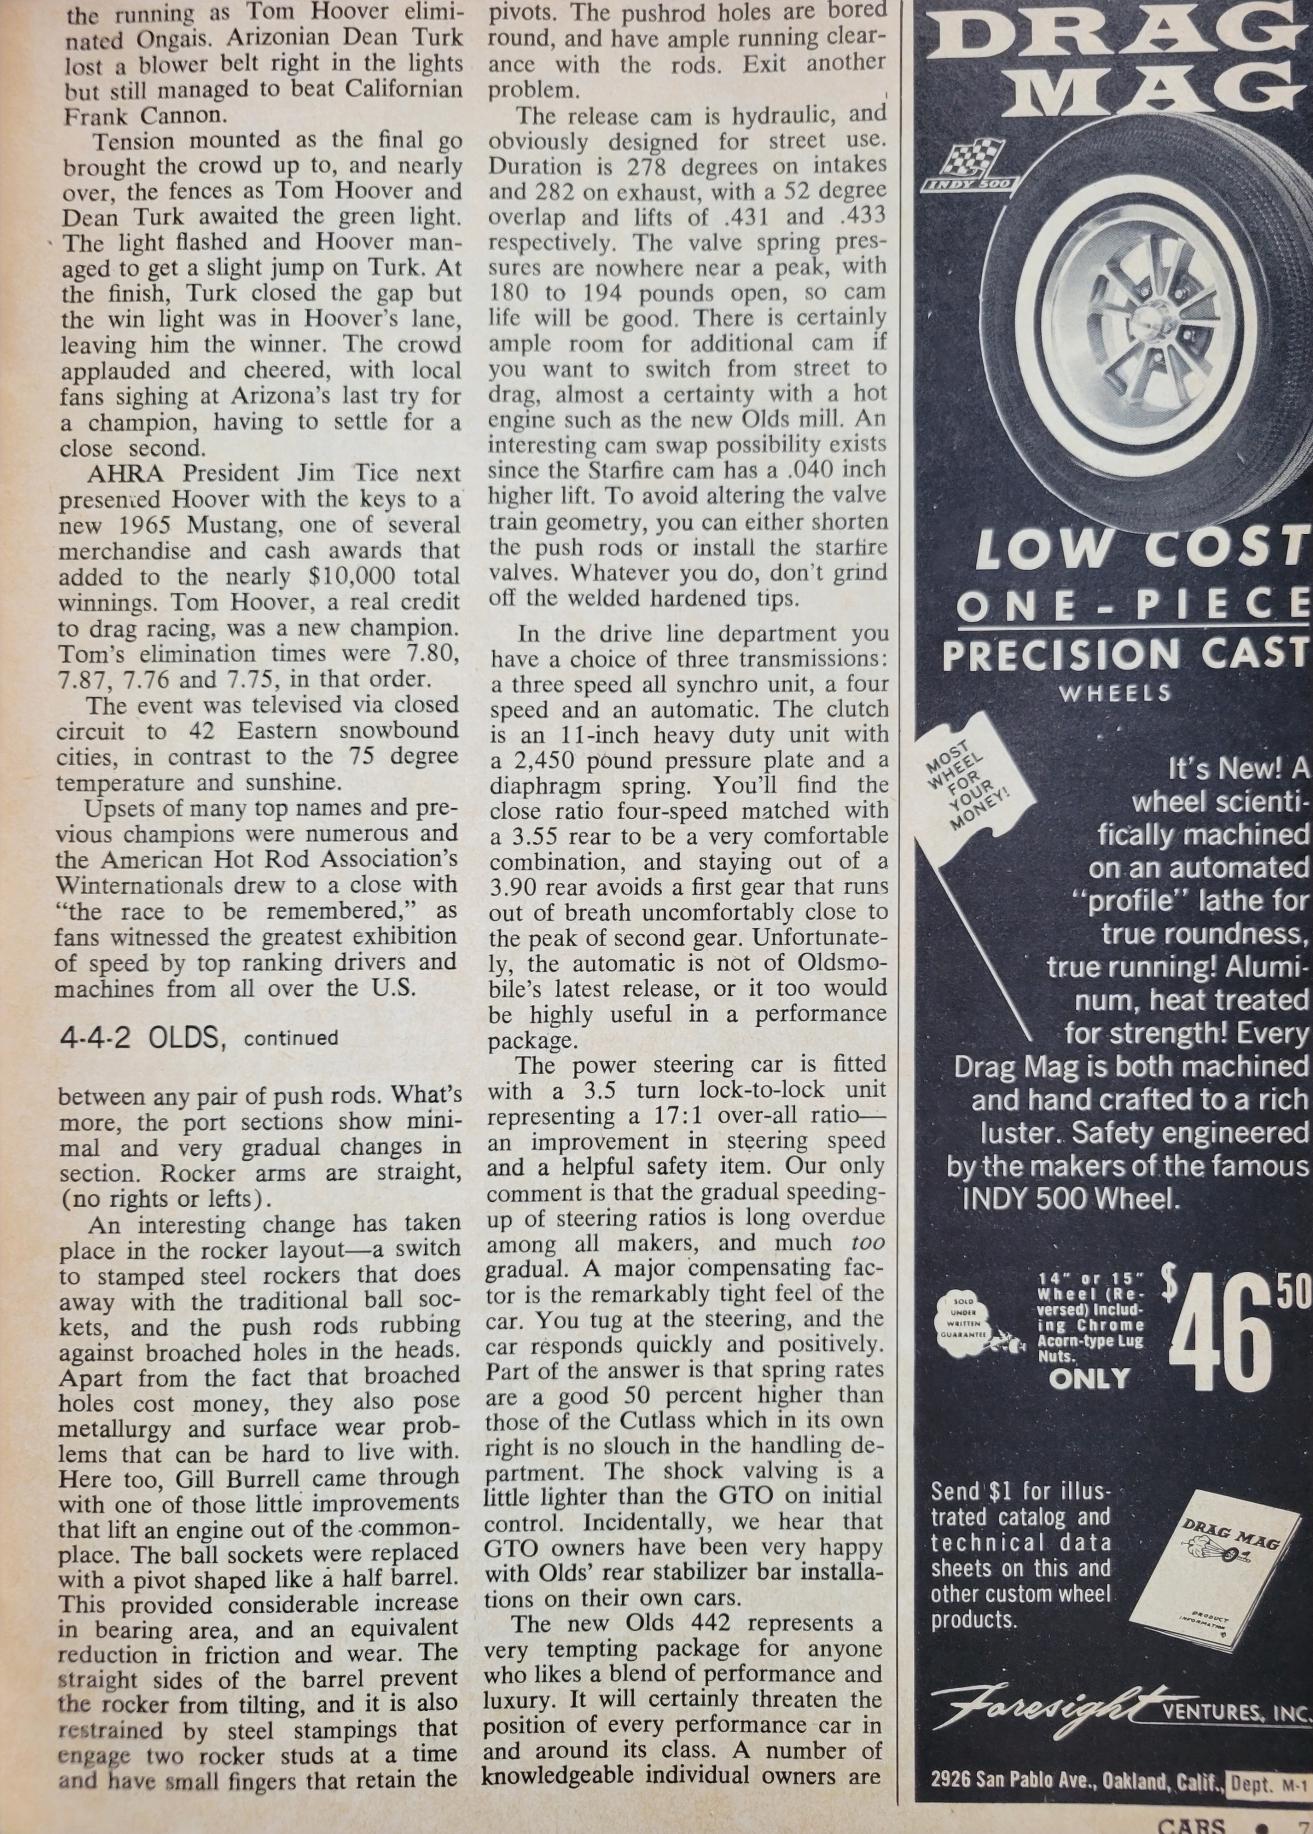 the running as Tom Hoover elimi-
nated Ongais. Arizonian Dean Turk
lost a blower belt right in the lights
but still managed to beat Californian
Frank Cannon.
Tension mounted as the final go
brought the crowd up to, and nearly
over, the fences as Tom Hoover and
Dean Turk awaited the green light.
The light flashed and Hoover man-
aged to get a slight jump on Turk. At
the finish, Turk closed the gap but
the win light was in Hoover's lane,
leaving him the winner. The crowd
applauded and cheered, with local
fans sighing at Arizona's last try for
a champion, having to settle for a
close second.
AHRA President Jim Tice next
presented Hoover with the keys to a
new 1965 Mustang, one of several
merchandise and cash awards that
added to the nearly $10,000 total
winnings. Tom Hoover, a real credit
to drag racing, was a new champion.
Tom's elimination times were 7.80,
7.87, 7.76 and 7.75, in that order.
The event was televised via closed
circuit to 42 Eastern snowbound
cities, in contrast to the 75 degree
temperature and sunshine.
Upsets of many top names and pre-
vious champions were numerous and
the American Hot Rod Association's
Winternationals drew to a close with
"the race to be remembered," as
fans witnessed the greatest exhibition
of speed by top ranking drivers and
machines from all over the U.S.
4-4-2 OLDS, continued
between any pair of push rods. What's
more, the port sections show mini-
mal and very gradual changes in
section. Rocker arms are straight,
(no rights or lefts).
An interesting change has taken
place in the rocker layout—a switch
to stamped steel rockers that does
away with the traditional ball soc-
kets, and the push rods rubbing
against broached holes in the heads.
Apart from the fact that broached
holes cost money, they also pose
metallurgy and surface wear prob-
lems that can be hard to live with.
Here too, Gill Burrell came through
with one of those little improvements
that lift an engine out of the common-
place. The ball sockets were replaced
with a pivot shaped like a half barrel.
This provided considerable increase
in bearing area, and an equivalent
reduction in friction and wear. The
straight sides of the barrel prevent
the rocker from tilting, and it is also
restrained by steel stampings that
engage two rocker studs at a time
and have small fingers that retain the
pivots. The pushrod holes are bored
round, and have ample running clear-
ance with the rods. Exit another
problem.
The release cam is hydraulic, and
obviously designed for street use.
Duration is 278 degrees on intakes
and 282 on exhaust, with a 52 degree
overlap and lifts of .431 and .433
respectively. The valve spring pres-
sures are nowhere near a peak, with
180 to 194 pounds open, so cam
life will be good. There is certainly
ample room for additional cam if
you want to switch from street to
drag, almost a certainty with a hot
engine such as the new Olds mill. An
interesting cam swap possibility exists
since the Starfire cam has a .040 inch
higher lift. To avoid altering the valve
train geometry, you can either shorten
the push rods or install the starfire
valves. Whatever you do, don't grind
off the welded hardened tips.
In the drive line department you
have a choice of three transmissions:
a three speed all synchro unit, a four
speed and an automatic. The clutch
is an 11-inch heavy duty unit with
a 2,450 pound pressure plate and a
diaphragm spring. You'll find the
close ratio four-speed matched with
a 3.55 rear to be a very comfortable
combination, and staying out of a
3.90 rear avoids a first gear that runs
out of breath uncomfortably close to
the peak of second gear. Unfortunate-
ly, the automatic is not of Oldsmo-
bile's latest release, or it too would
be highly useful in a performance
package.
The power steering car is fitted
with a 3.5 turn lock-to-lock unit
representing a 17:1 over-all ratio—
an improvement in steering speed
and a helpful safety item. Our only
comment is that the gradual speeding-
up of steering ratios is long overdue
among all makers, and much too
gradual. A major compensating fac-
tor is the remarkably tight feel of the
car. You tug at the steering, and the
car responds quickly and positively.
Part of the answer is that spring rates
are a good 50 percent higher than
those of the Cutlass which in its own
right is no slouch in the handling de-
partment. The shock valving is a
little lighter than the GTO on initial
control. Incidentally, we hear that
GTO owners have been very happy
with Olds' rear stabilizer bar installa-
tions on their own cars.
The new Olds 442 represents a
very tempting package for anyone
who likes a blend of performance and
luxury. It will certainly threaten the
position of every performance car in
and around its class. A number of
knowledgeable individual owners are
DRAG
MAG
INDY 500
LOW COST
ONE-PIECE
PRECISION CAST
WHEELS
MOST
WHEEL
FOR
YOUR
MONEY!
It's New! A
wheel scienti-
fically machined
on an automated
"profile" lathe for
true roundness,
true running! Alumi-
num, heat treated
for strength! Every
Drag Mag is both machined
and hand crafted to a rich
luster. Safety engineered
by the makers of the famous
INDY 500 Wheel.
SOLD
UNDER
WRITTEN
GUARANTEE
14" or 15"
Wheel (Re-
versed) Includ-
ing Chrome
Acorn-type Lug
Nuts.
ONLY
$46.50
Send $1 for illus-
trated catalog and
technical data
sheets on this and
other custom wheel
products.
DRAG MAG
PRODUCT
INFORMATION
Foresight VENTURES, INC.
2926 San Pablo Ave., Oakland, Calif., Dept. M-1
CARS • 7